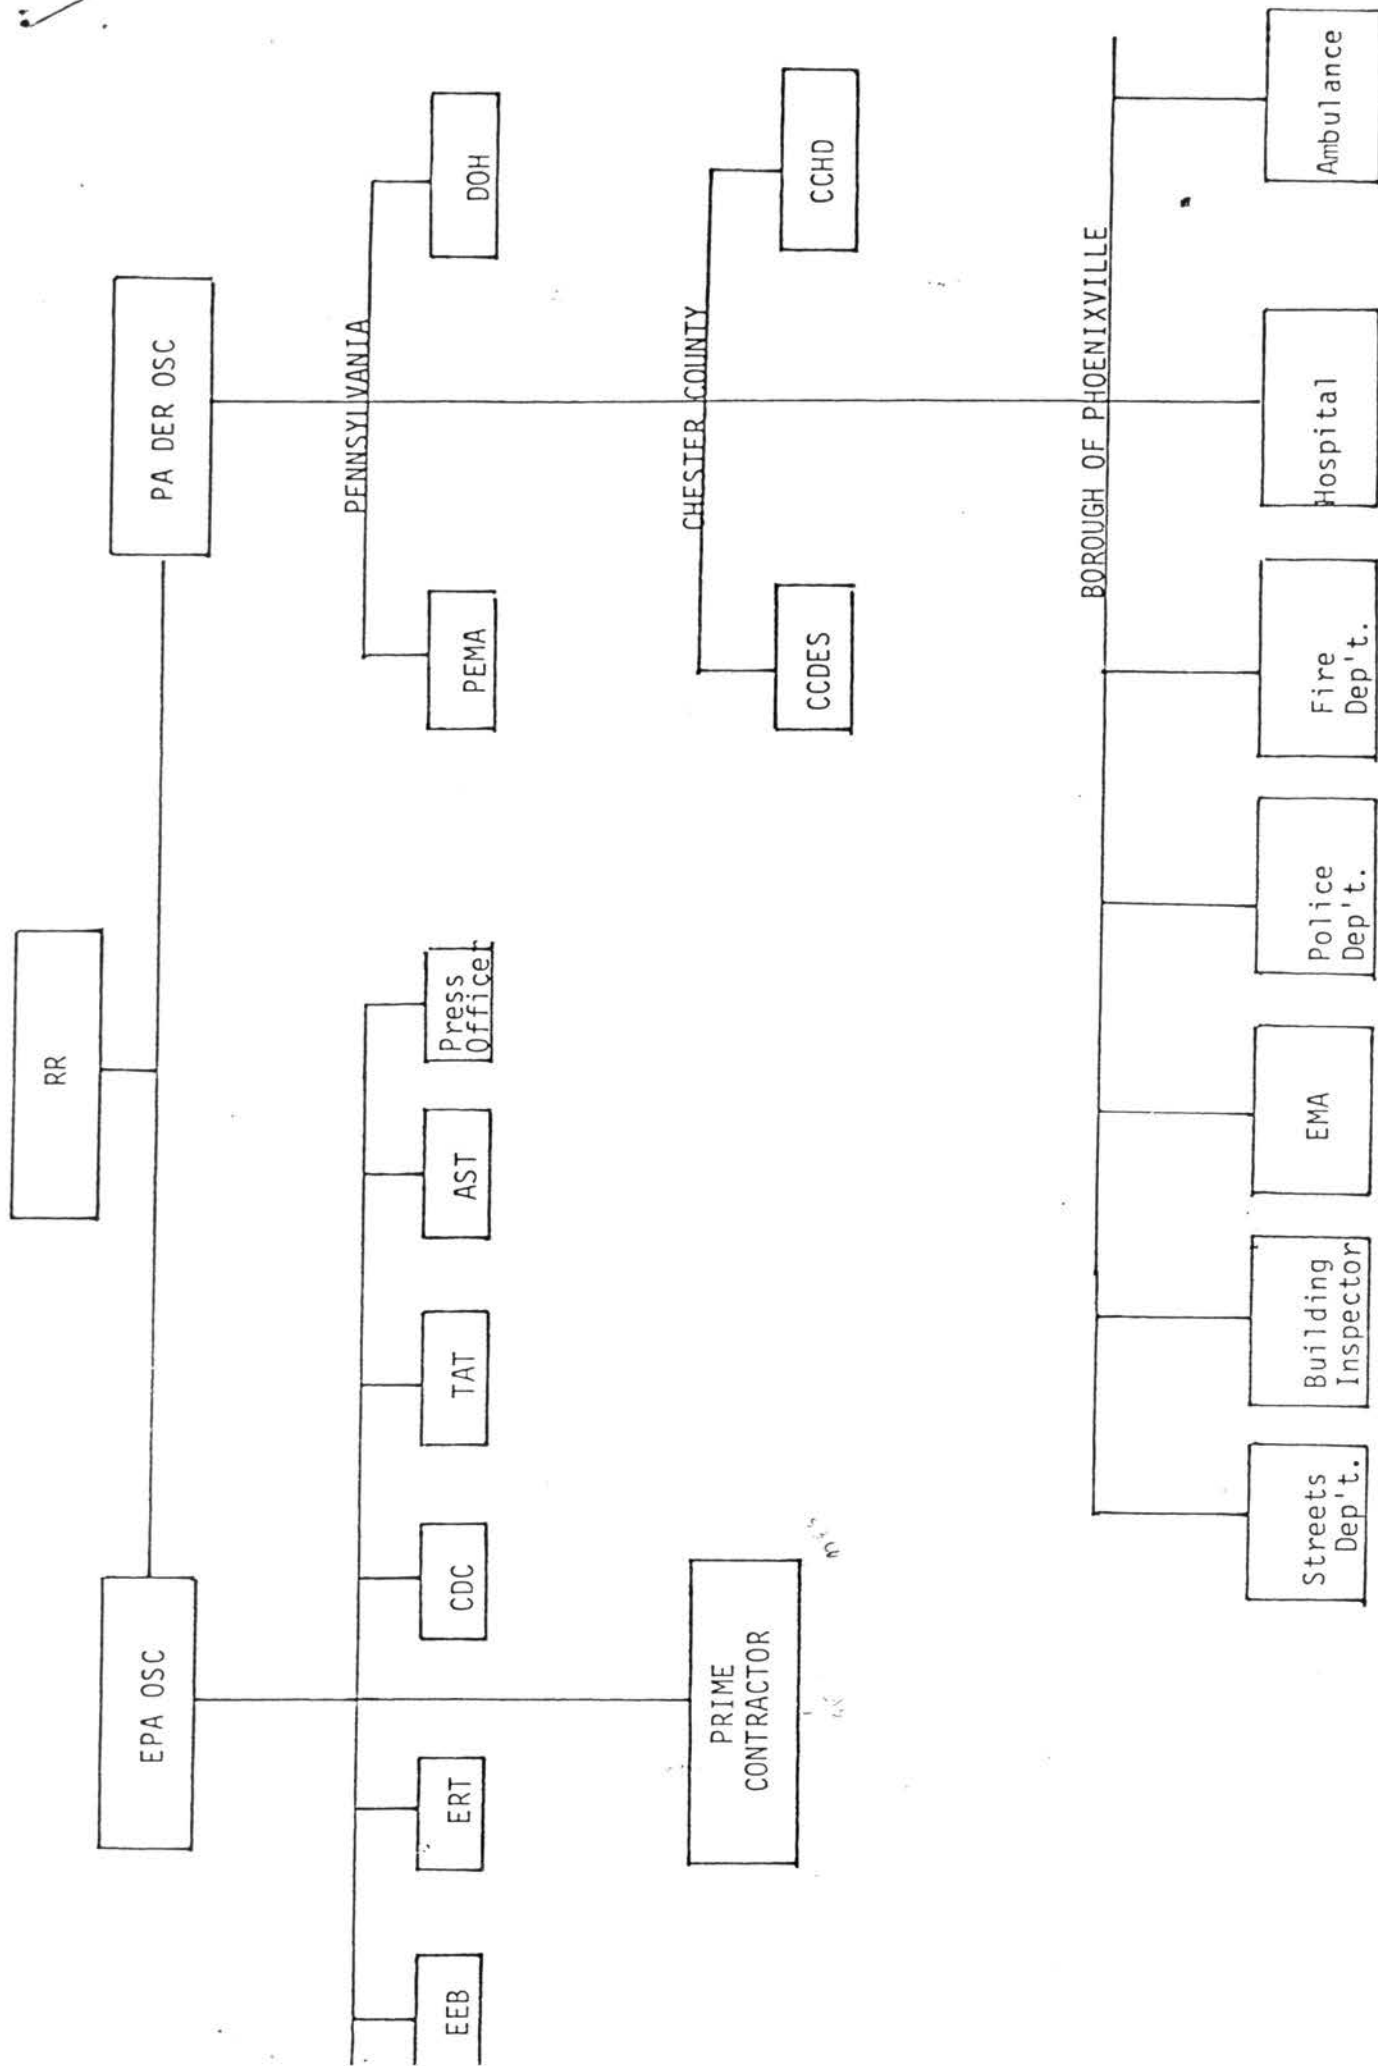 RR
EPA OSC
PA DER OSC
PENNSYLVANIA
EEB
ERT
CDC
TAT
AST
Press
Officer
PEMA
DOH
CHESTER COUNTY
PRIME
CONTRACTOR
CCDES
CCHD
BOROUGH OF PHOENIXVILLE
Streets
Dep't.
Building
Inspector
EMA
Police
Dep't.
Fire
Dep't.
Hospital
Ambulance